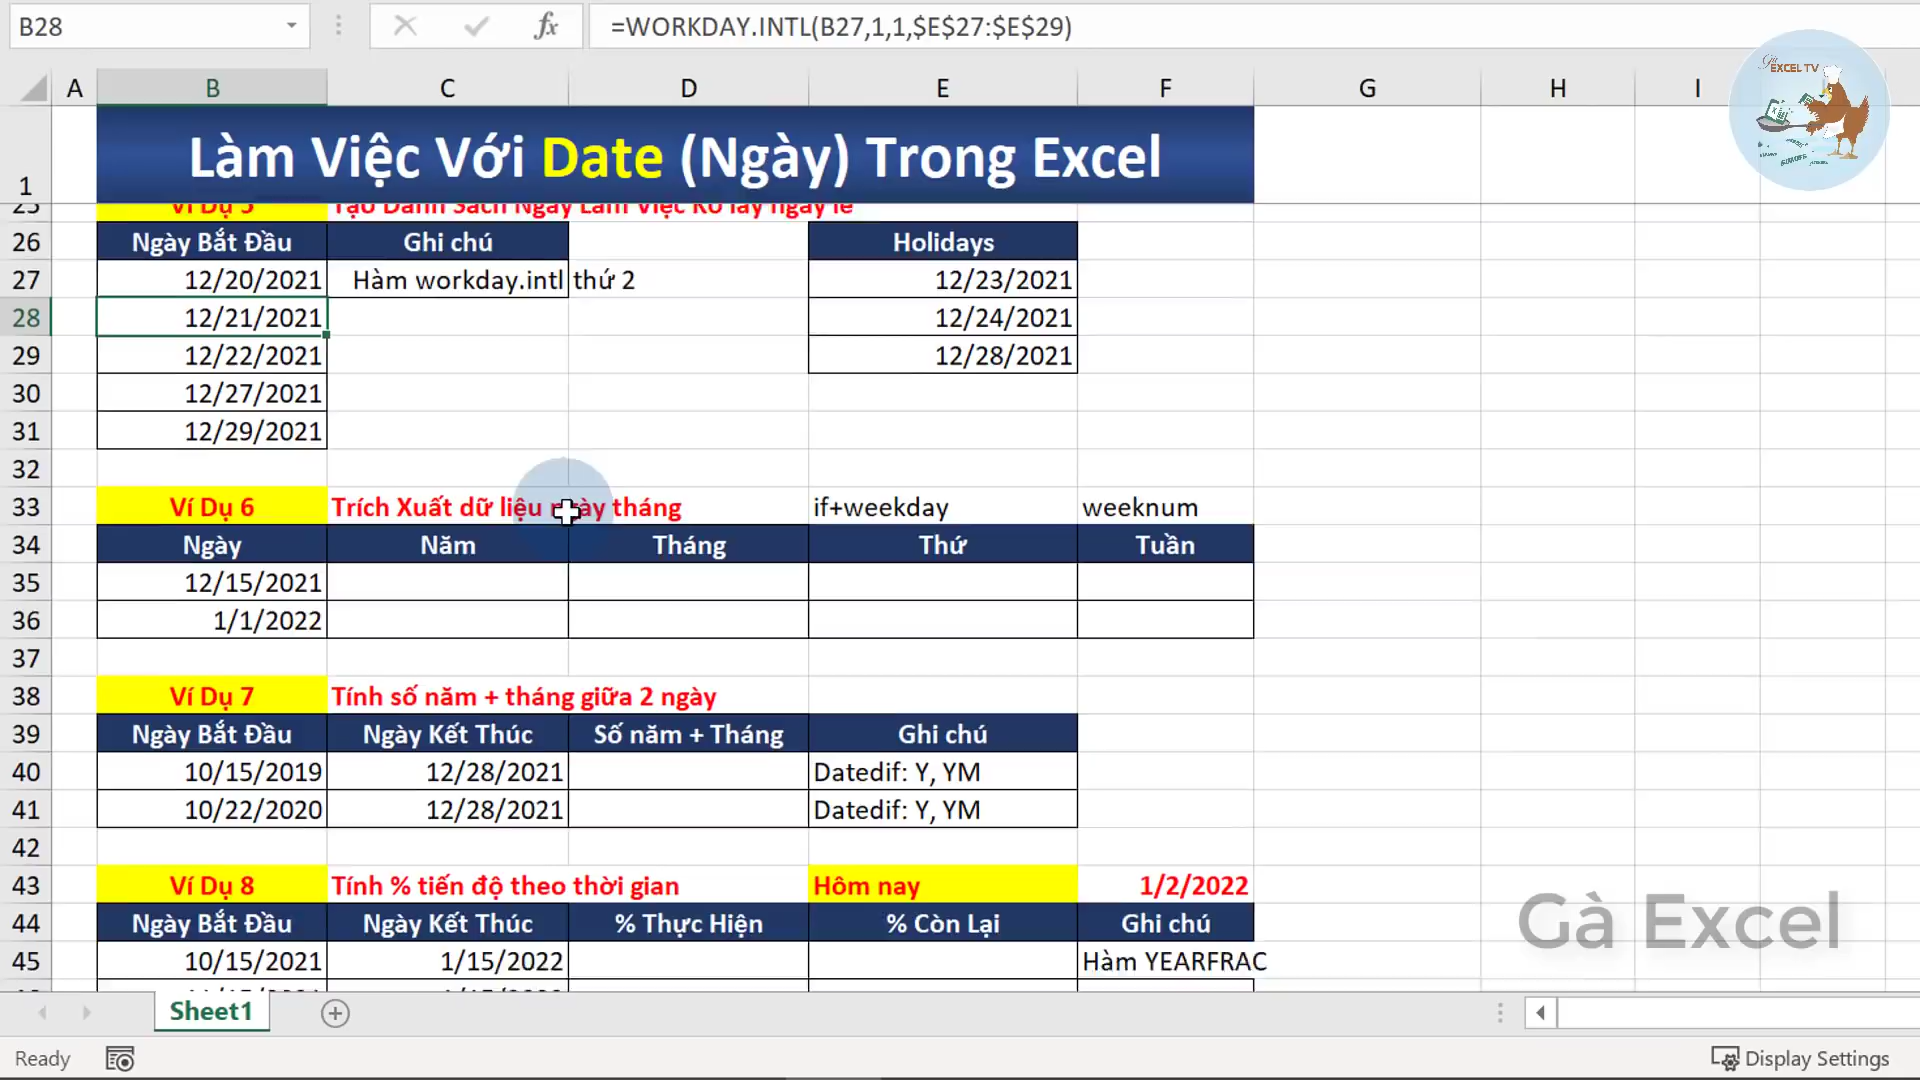 B28 fx =WORKDAY.INTL(B27,1,1,$E$27:$E$29)
EXCEL TV
A B C D E F G H I
1 Làm Việc Với Date (Ngày) Trong Excel
25 Ví Dụ 5 Tạo Danh Sách Ngày Làm Việc Ko lấy ngày lễ
26 Ngày Bắt Đầu Ghi chú Holidays
27 12/20/2021 Hàm workday.intl thứ 2 12/23/2021
28 12/21/2021 12/24/2021
29 12/22/2021 12/28/2021
30 12/27/2021
31 12/29/2021
32
33 Ví Dụ 6 Trích Xuất dữ liệu ngày tháng if+weekday weeknum
34 Ngày Năm Tháng Thứ Tuần
35 12/15/2021
36 1/1/2022
37
38 Ví Dụ 7 Tính số năm + tháng giữa 2 ngày
39 Ngày Bắt Đầu Ngày Kết Thúc Số năm + Tháng Ghi chú
40 10/15/2019 12/28/2021 Datedif: Y, YM
41 10/22/2020 12/28/2021 Datedif: Y, YM
42
43 Ví Dụ 8 Tính % tiến độ theo thời gian Hôm nay 1/2/2022
44 Ngày Bắt Đầu Ngày Kết Thúc % Thực Hiện % Còn Lại Ghi chú
45 10/15/2021 1/15/2022 Hàm YEARFRAC
Gà Excel
Sheet1
Ready Display Settings